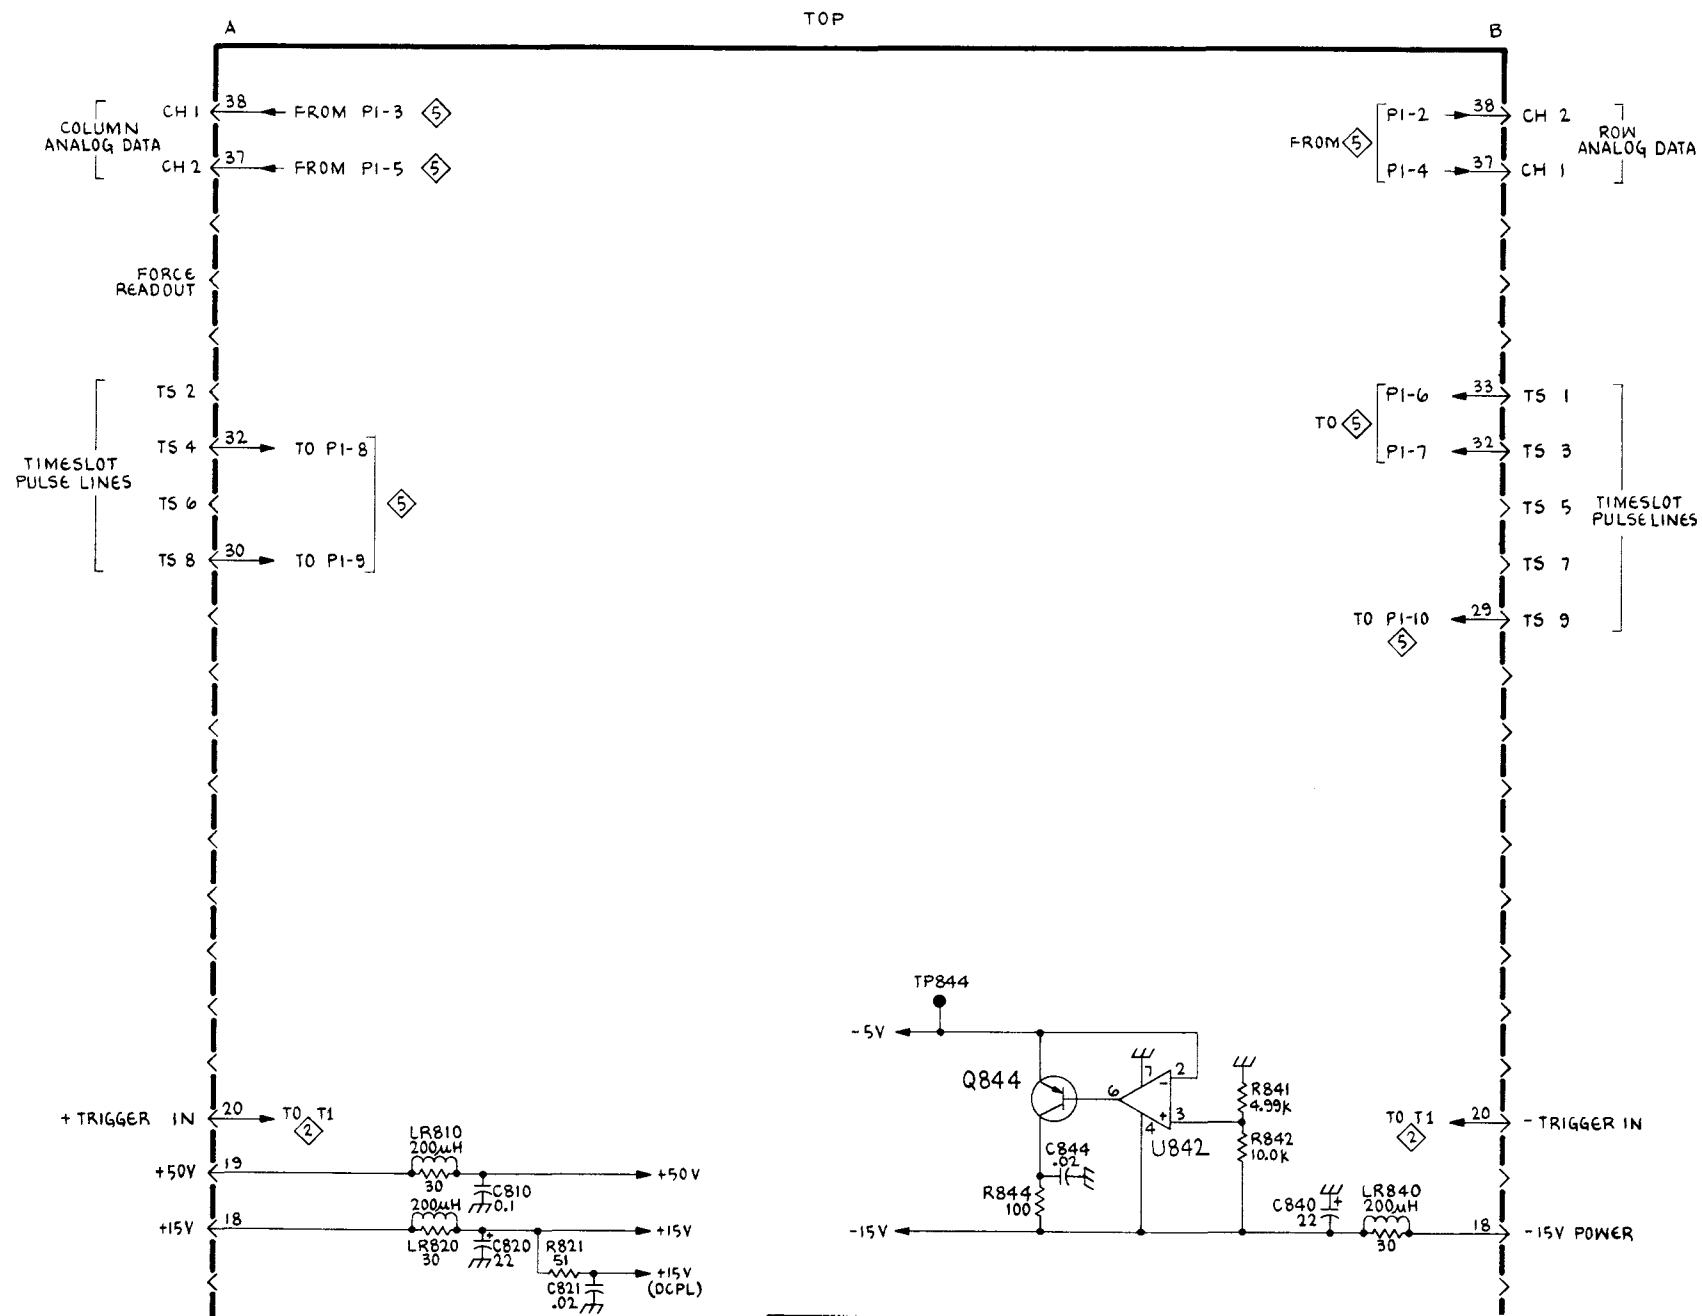 TOP
A
B
COLUMN
ANALOG DATA
CH 1
38
FROM P1-3
5
CH 2
37
FROM P1-5
5
FROM
5
P1-2
38
CH 2
P1-4
37
CH 1
ROW
ANALOG DATA
FORCE
READOUT
TIMESLOT
PULSE LINES
TS 2
TS 4
32
TO P1-8
TS 6
5
TS 8
30
TO P1-9
TO
5
P1-6
33
TS 1
P1-7
32
TS 3
TS 5
TS 7
TIMESLOT
PULSE LINES
TO P1-10
5
29
TS 9
TP844
-5V
Q844
6
7
2
-
+
3
4
U842
R841
4.99K
R842
10.0K
C844
.02
R844
100
+ TRIGGER IN
20
TO T1
2
TO T1
2
20
- TRIGGER IN
+50V
19
LR810
200µH
30
C810
0.1
+50V
+15V
18
200µH
LR820
30
+
C820
22
R821
51
+15V
C821
.02
+15V
(DCPL)
-15V
C840
22
+
LR840
200µH
30
18
-15V POWER